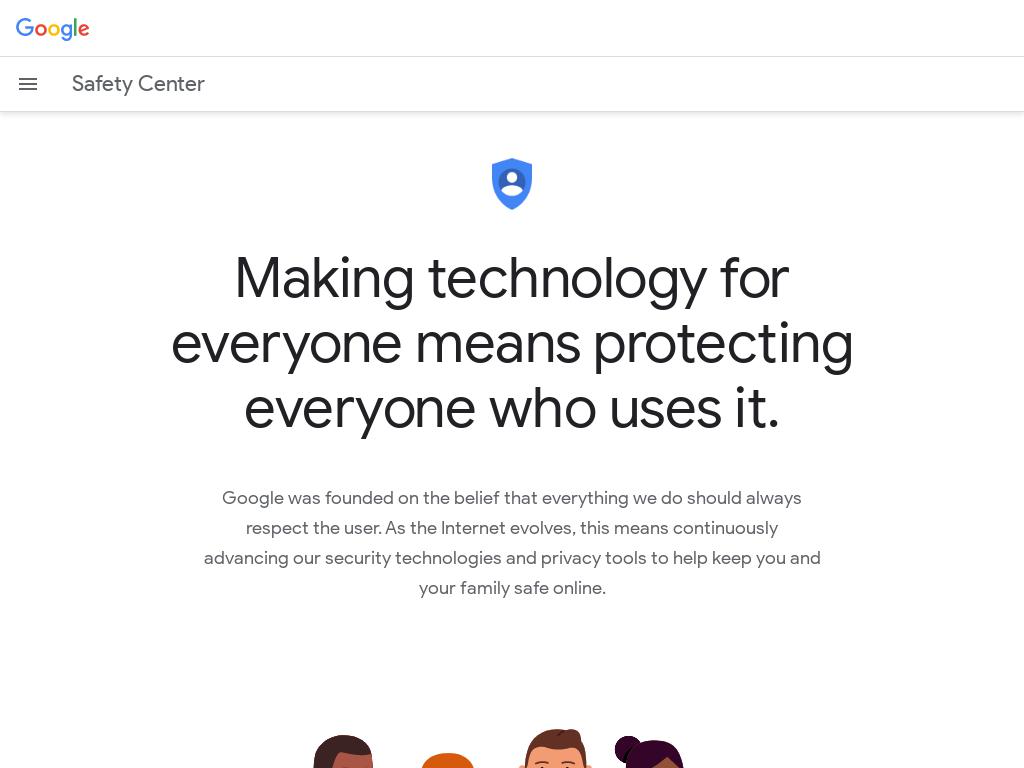 Google
Safety Center
Making technology for
everyone means protecting
everyone who uses it.
Google was founded on the belief that everything we do should always
respect the user. As the Internet evolves, this means continuously
advancing our security technologies and privacy tools to help keep you and
your family safe online.